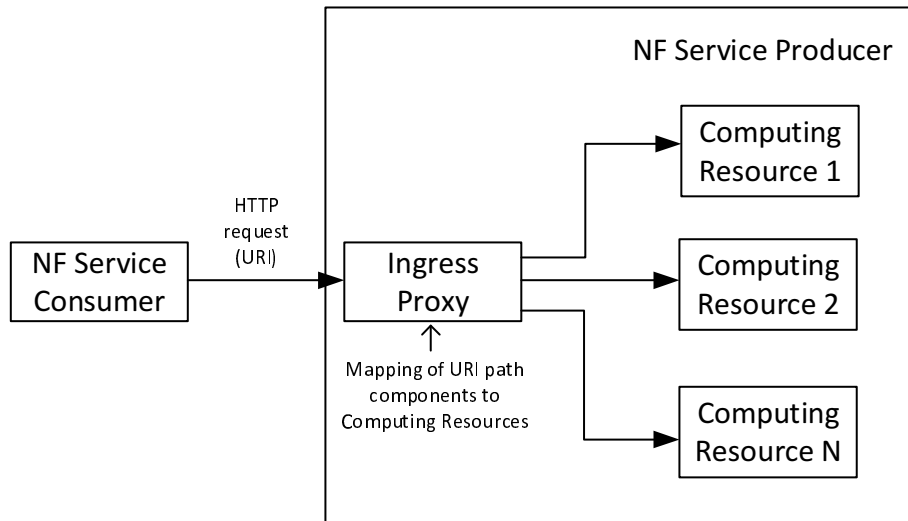 NF Service Producer
Computing
Resource 1
HTTP
request
(URI)
NF Service
Consumer
Ingress
Proxy
Computing
Resource 2
Mapping of URI path
components to
Computing Resources
Computing
Resource N